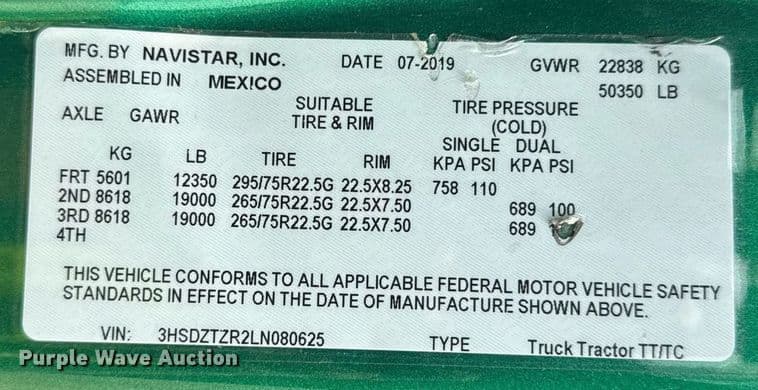 MFG. BY NAVISTAR, INC. DATE 07-2019 GVWR 22838 KG
ASSEMBLED IN MEXICO 50350 LB
AXLE GAWR SUITABLE TIRE PRESSURE
TIRE & RIM (COLD)
SINGLE DUAL
KG LB TIRE RIM KPA PSI KPA PSI
FRT 5601 12350 295/75R22.5G 22.5X8.25 758 110
2ND 8618 19000 265/75R22.5G 22.5X7.50 689 100
3RD 8618 19000 265/75R22.5G 22.5X7.50 689
4TH
THIS VEHICLE CONFORMS TO ALL APPLICABLE FEDERAL MOTOR VEHICLE SAFETY
STANDARDS IN EFFECT ON THE DATE OF MANUFACTURE SHOWN ABOVE.
VIN: 3HSDZTZR2LN080625 TYPE Truck Tractor TT/TC
Purple Wave Auction